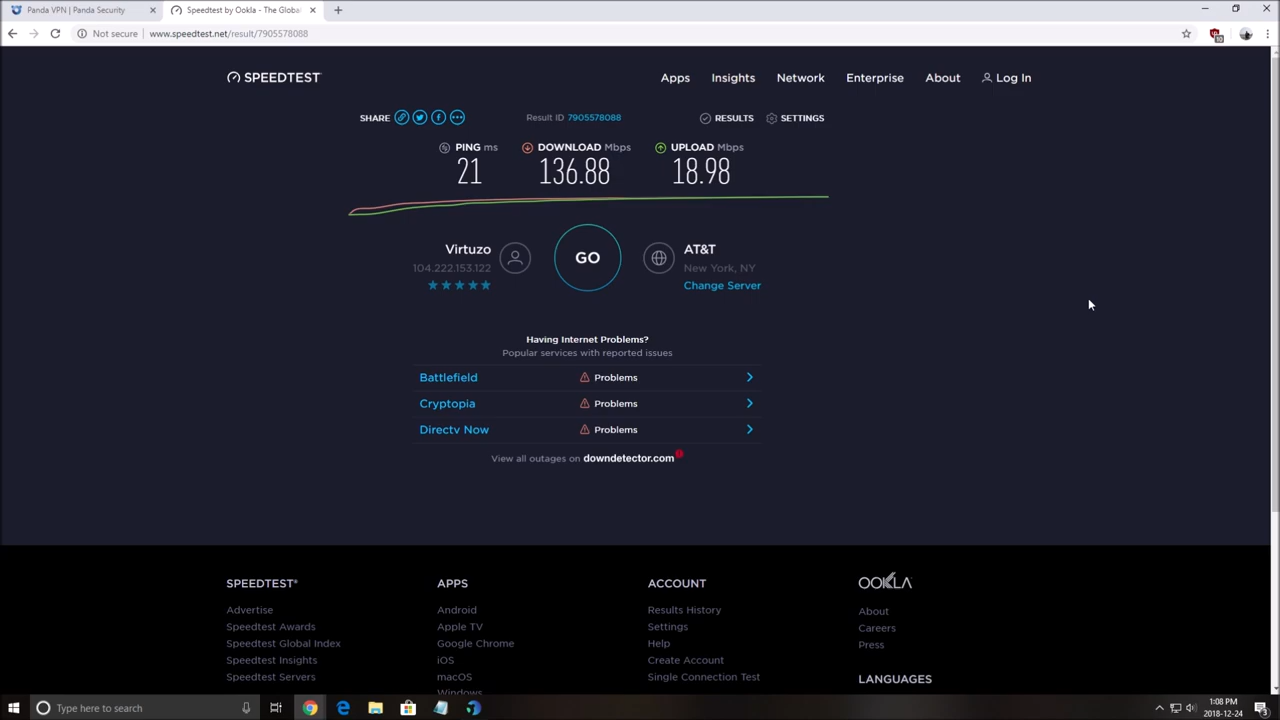 Panda VPN | Panda Security
Speedtest by Ookla - The Globa
Not secure
www.speedtest.net/result/7905578088
10
SPEEDTEST
Apps
Insights
Network
Enterprise
About
Log In
SHARE
Result ID 7905578088
RESULTS
SETTINGS
PING ms
DOWNLOAD Mbps
UPLOAD Mbps
21
136.88
18.98
Virtuzo
104.222.153.122
GO
AT&T
New York, NY
Change Server
Having Internet Problems?
Popular services with reported issues
Battlefield
Problems
Cryptopia
Problems
Directv Now
Problems
View all outages on downdetector.com
SPEEDTEST®
Advertise
Speedtest Awards
Speedtest Global Index
Speedtest Insights
Speedtest Servers
APPS
Android
Apple TV
Google Chrome
iOS
macOS
Windows
ACCOUNT
Results History
Settings
Help
Create Account
Single Connection Test
OOKLA
About
Careers
Press
LANGUAGES
Type here to search
1:08 PM
2018-12-24
3